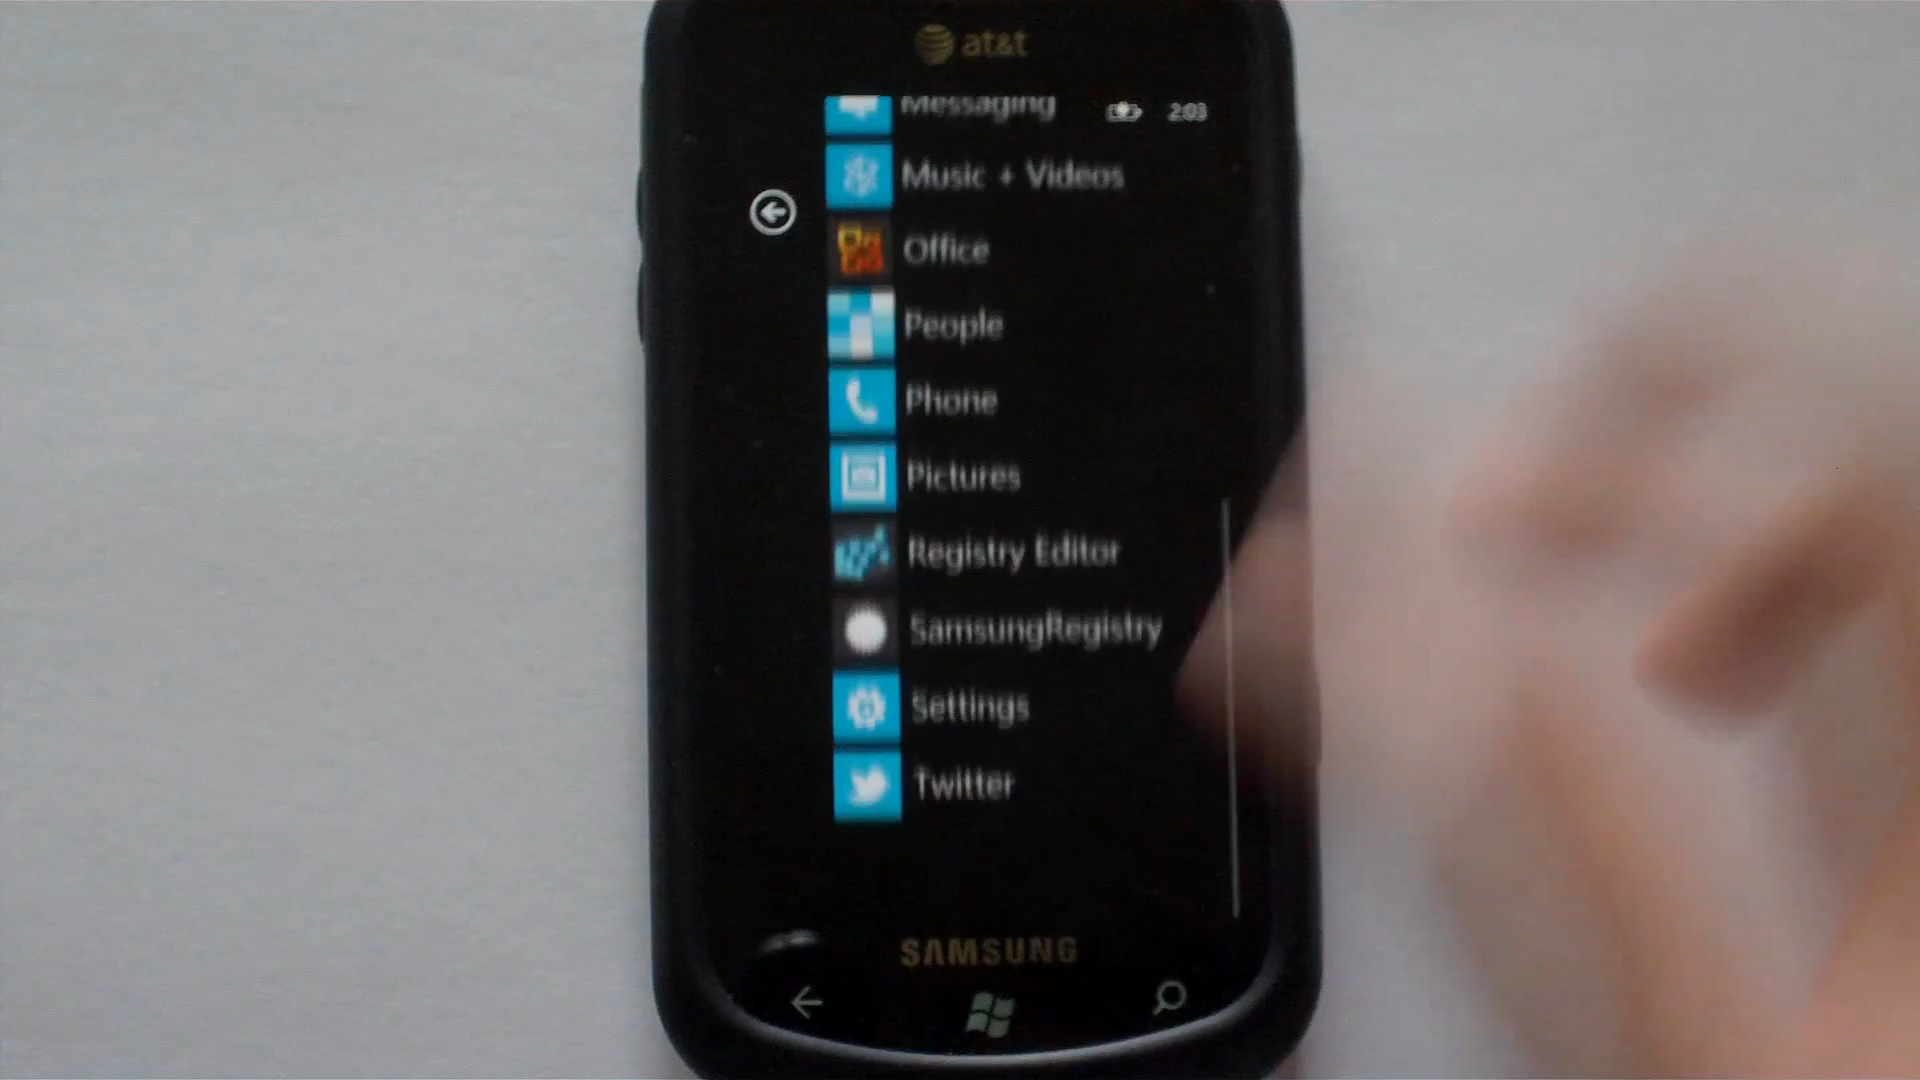 at&t
Messaging
2:03
Music + Videos
Office
People
Phone
Pictures
Registry Editor
SamsungRegistry
Settings
Twitter
SAMSUNG